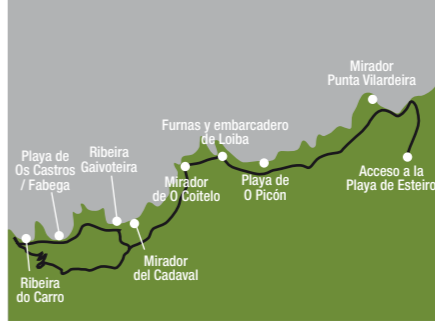 Mirador
Punta Vilardeira
Furnas y embarcadero
de Loiba
Playa de
Os Castros
/ Fabega
Ribeira
Gaivoteira
Mirador
de O Coitelo
Playa de
O Picón
Acceso a la
Playa de Esteiro
Mirador
del Cadaval
Ribeira
do Carro